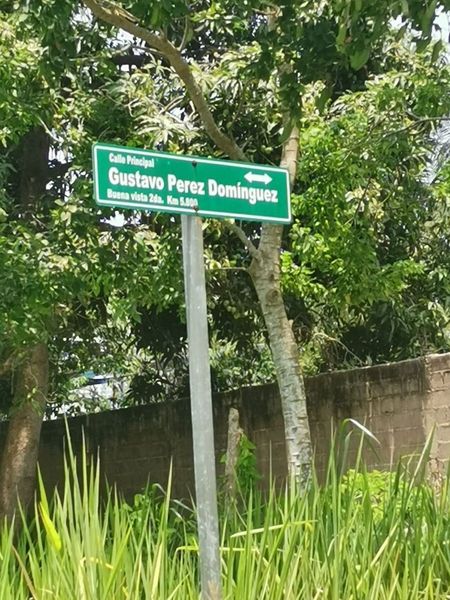 Calle Principal
Gustavo Perez Domínguez
Buena vista 2da. Km 5.800